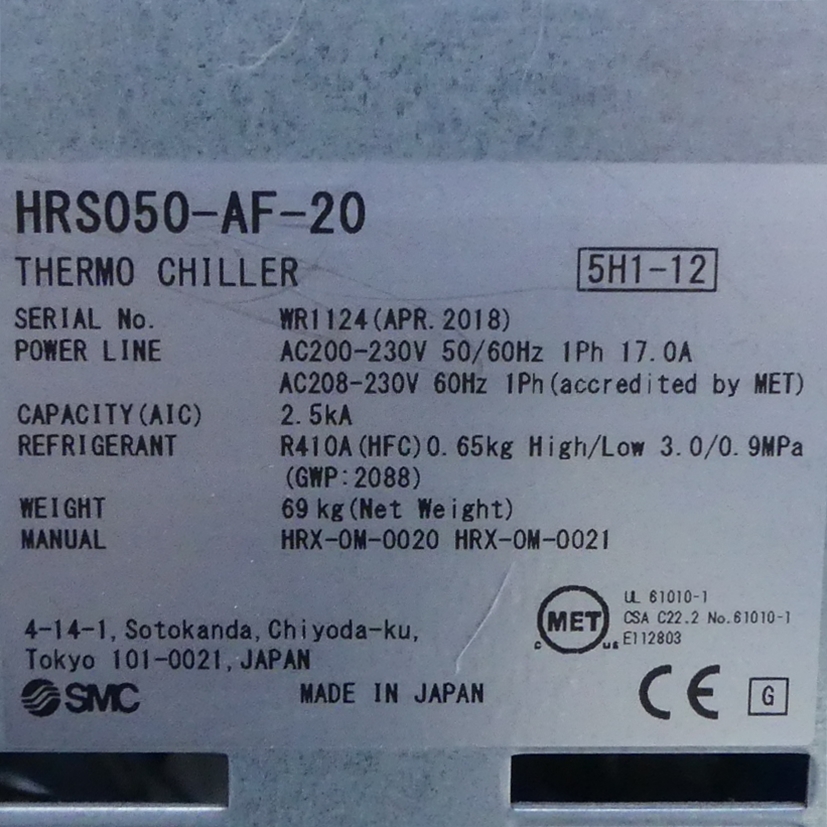 HRS050-AF-20
THERMO CHILLER 5H1-12
SERIAL No. WR1124(APR.2018)
POWER LINE AC200-230V 50/60Hz 1Ph 17.0A
AC208-230V 60Hz 1Ph(accredited by MET)
CAPACITY(AIC) 2.5kA
REFRIGERANT R410A(HFC)0.65kg High/Low 3.0/0.9MPa
(GWP:2088)
WEIGHT 69kg(Net Weight)
MANUAL HRX-OM-0020 HRX-OM-0021
MET c us
UL 61010-1
CSA C22.2 No.61010-1
E112803
4-14-1,Sotokanda,Chiyoda-ku,
Tokyo 101-0021,JAPAN
SMC MADE IN JAPAN CE G